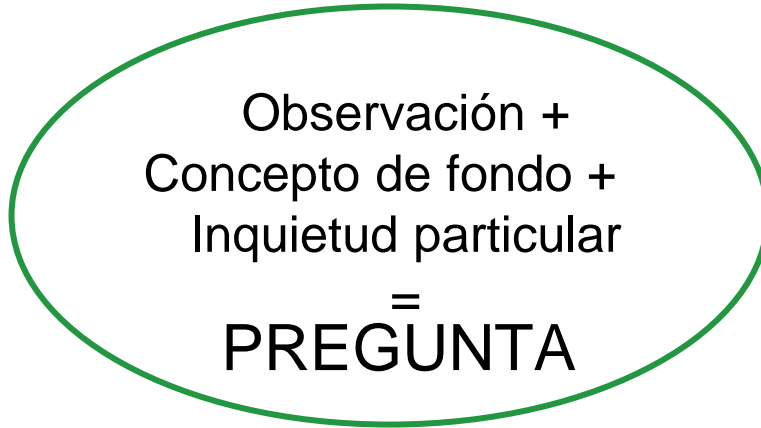 Observación +
Concepto de fondo +
Inquietud particular
=
PREGUNTA